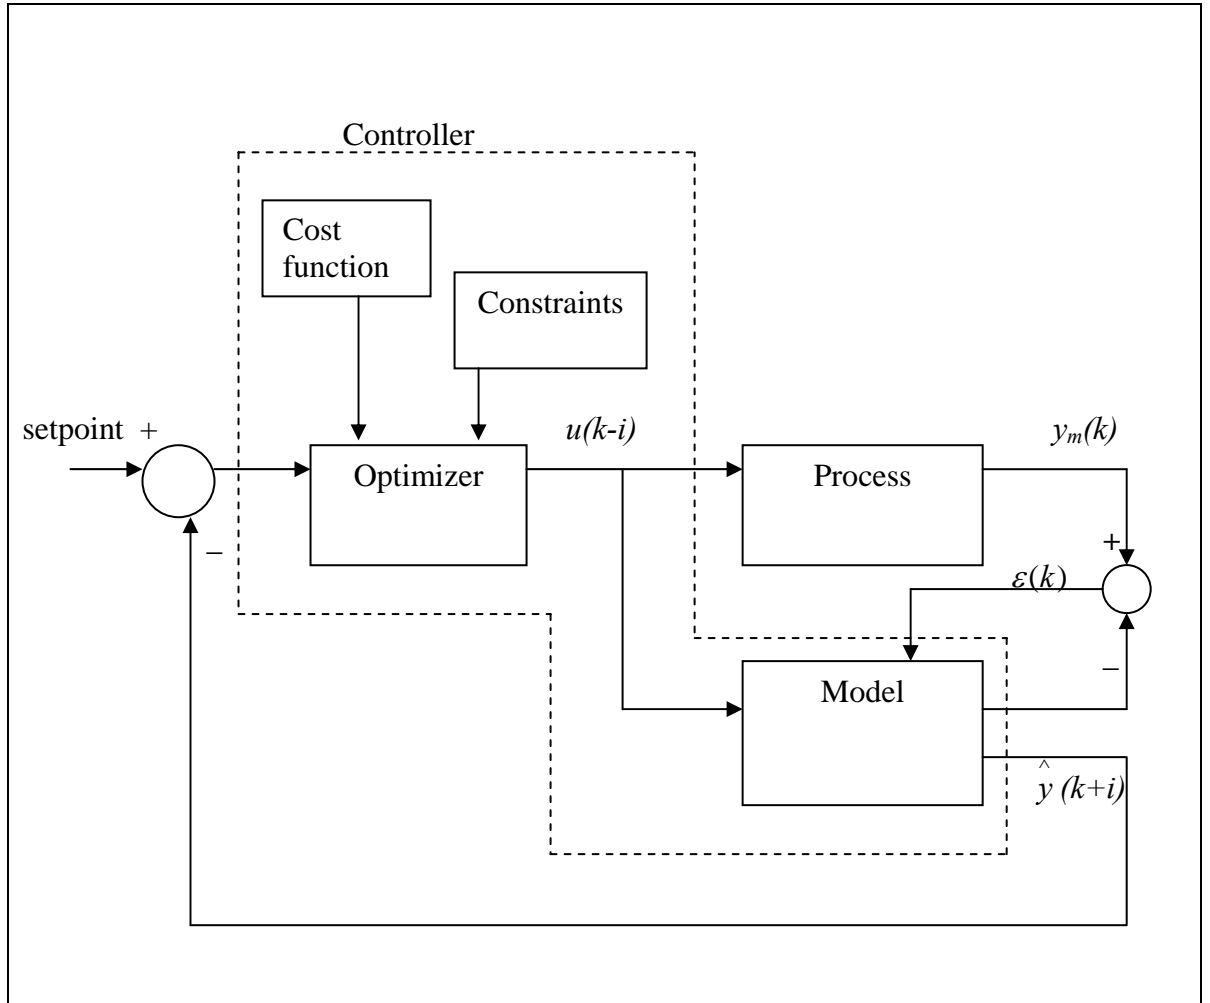 Controller
Cost
function
Constraints
setpoint +
u(k-i)
y_m(k)
Optimizer
Process
−
+
ε(k)
−
Model
ŷ (k+i)